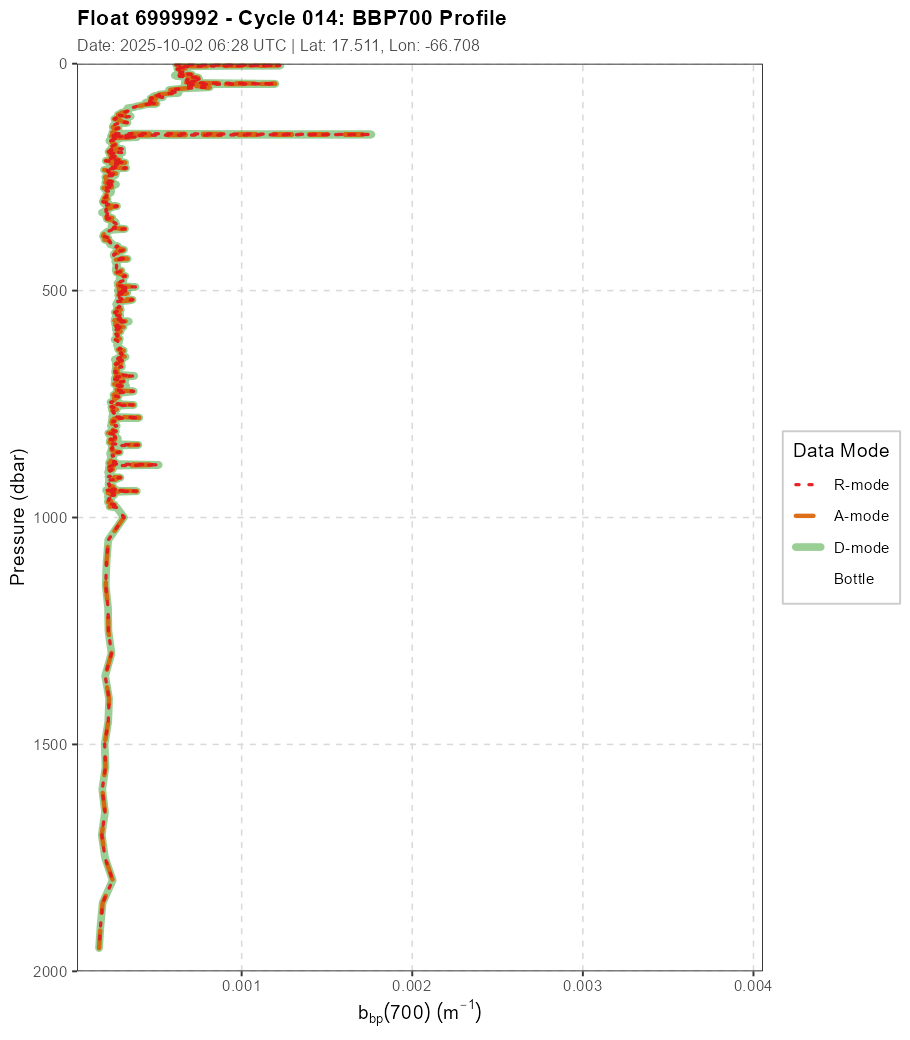 Float 6999992 - Cycle 014: BBP700 Profile
Date: 2025-10-02 06:28 UTC | Lat: 17.511, Lon: -66.708
0
500
1000
1500
2000
Pressure (dbar)
0.001
0.002
0.003
0.004
b_bp(700) (m⁻¹)
Data Mode
R-mode
A-mode
D-mode
Bottle